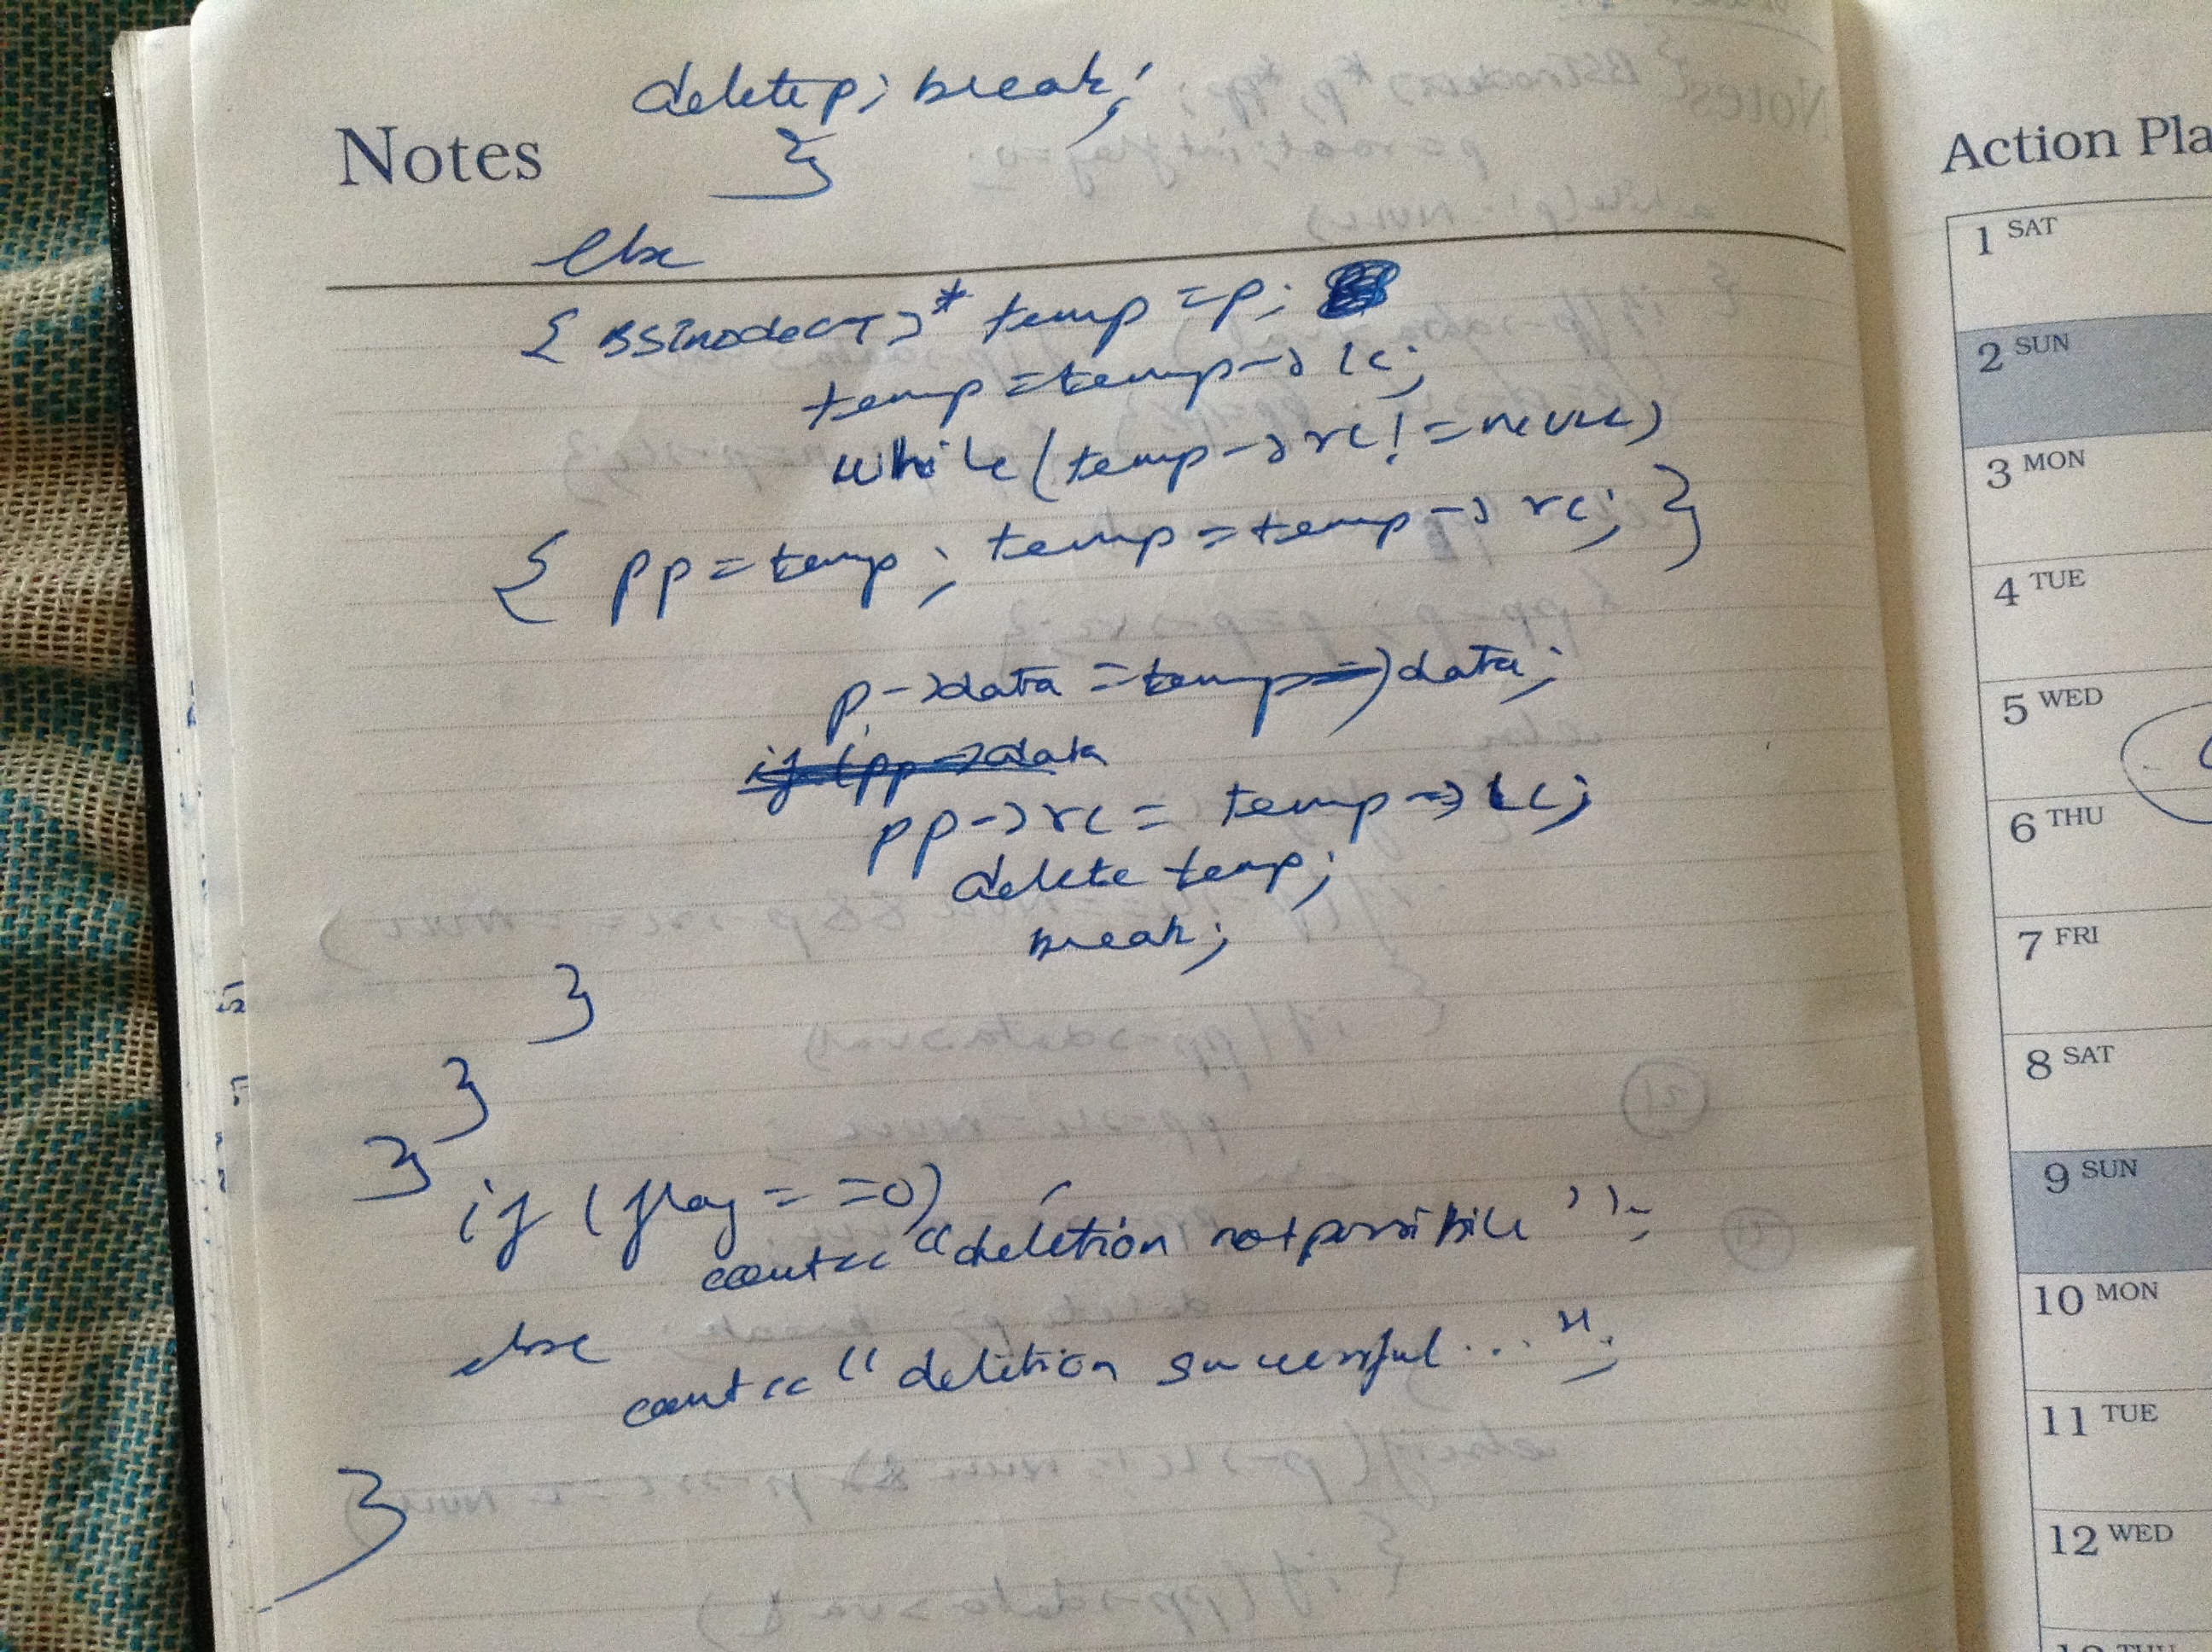 delete p; break;
Notes
}
else
{ BSTnode<T>* temp = p;
temp = temp->lc;
while(temp->rc! = NULL)
{ pp = temp; temp = temp->rc; }
p->data = temp->data;
if (pp->data
pp->rc = temp->lc;
delete temp;
break;
}
}
}
if (flag = =0)
cout<< "deletion not possible";
else
cout<< "deletion successful...";
}
Action Pla
1 SAT
2 SUN
3 MON
4 TUE
5 WED
6 THU
7 FRI
8 SAT
9 SUN
10 MON
11 TUE
12 WED
13 THU